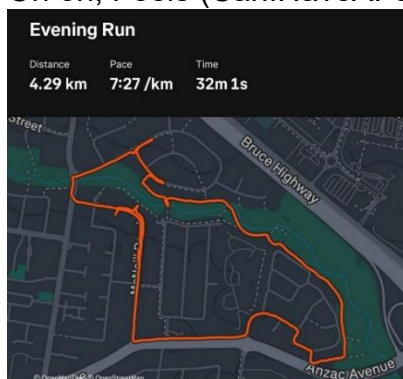 Evening Run
Distance Pace Time
4.29 km 7:27 /km 32m 1s
Street
Bruce Highway
Anzac Avenue
© OpenMapTiles © OpenStreetMap